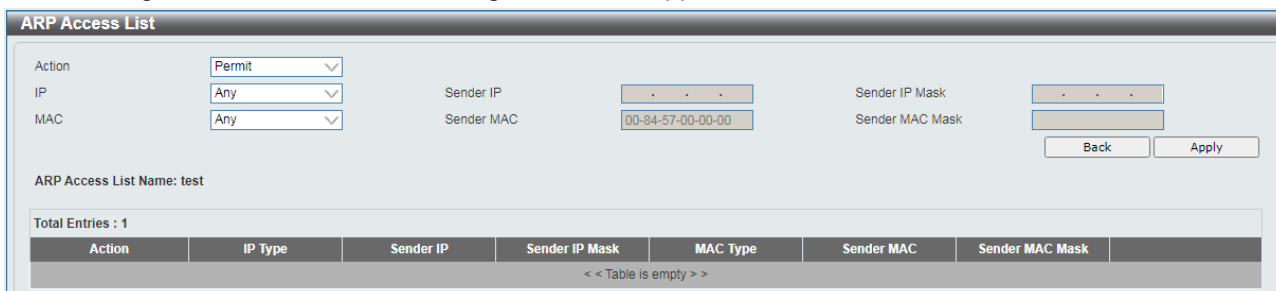 ARP Access List
Action Permit
IP Any Sender IP . . . Sender IP Mask . . .
MAC Any Sender MAC 00-84-57-00-00-00 Sender MAC Mask
Back Apply
ARP Access List Name: test
Total Entries : 1
Action IP Type Sender IP Sender IP Mask MAC Type Sender MAC Sender MAC Mask
< < Table is empty > >